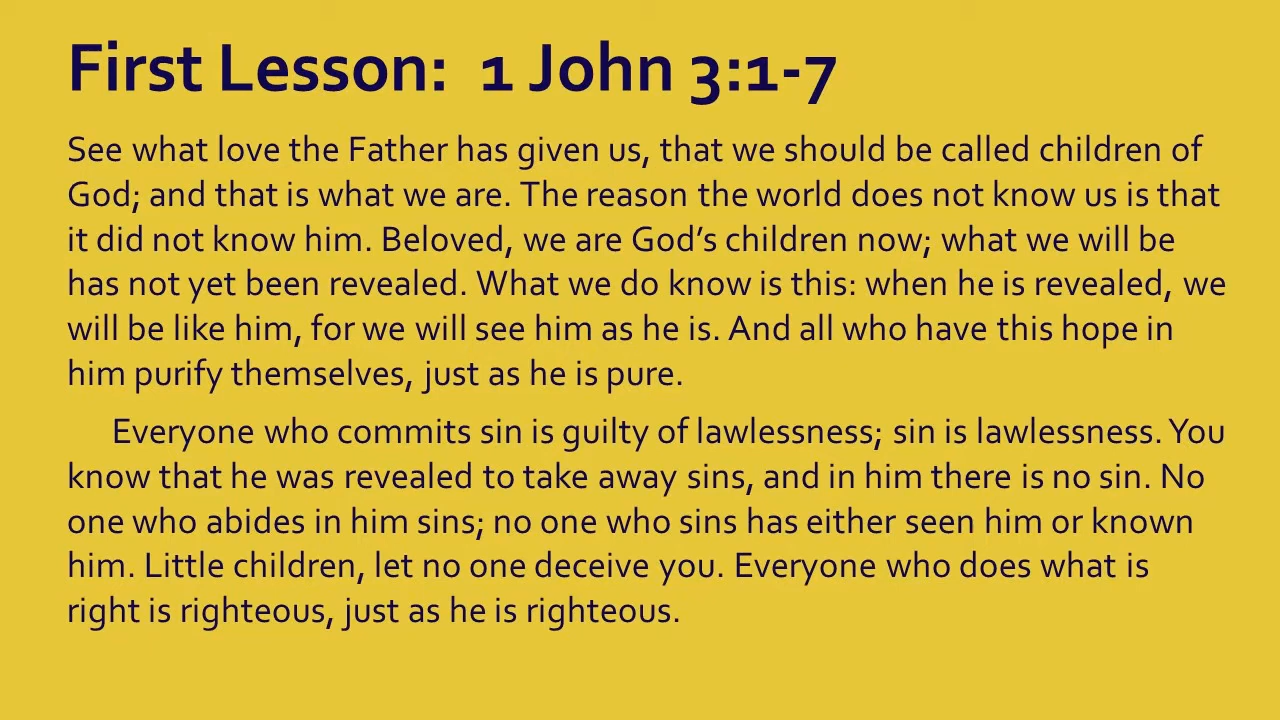 First Lesson:  1 John 3:1-7
See what love the Father has given us, that we should be called children of
God; and that is what we are. The reason the world does not know us is that
it did not know him. Beloved, we are God’s children now; what we will be
has not yet been revealed. What we do know is this: when he is revealed, we
will be like him, for we will see him as he is. And all who have this hope in
him purify themselves, just as he is pure.
Everyone who commits sin is guilty of lawlessness; sin is lawlessness. You
know that he was revealed to take away sins, and in him there is no sin. No
one who abides in him sins; no one who sins has either seen him or known
him. Little children, let no one deceive you. Everyone who does what is
right is righteous, just as he is righteous.